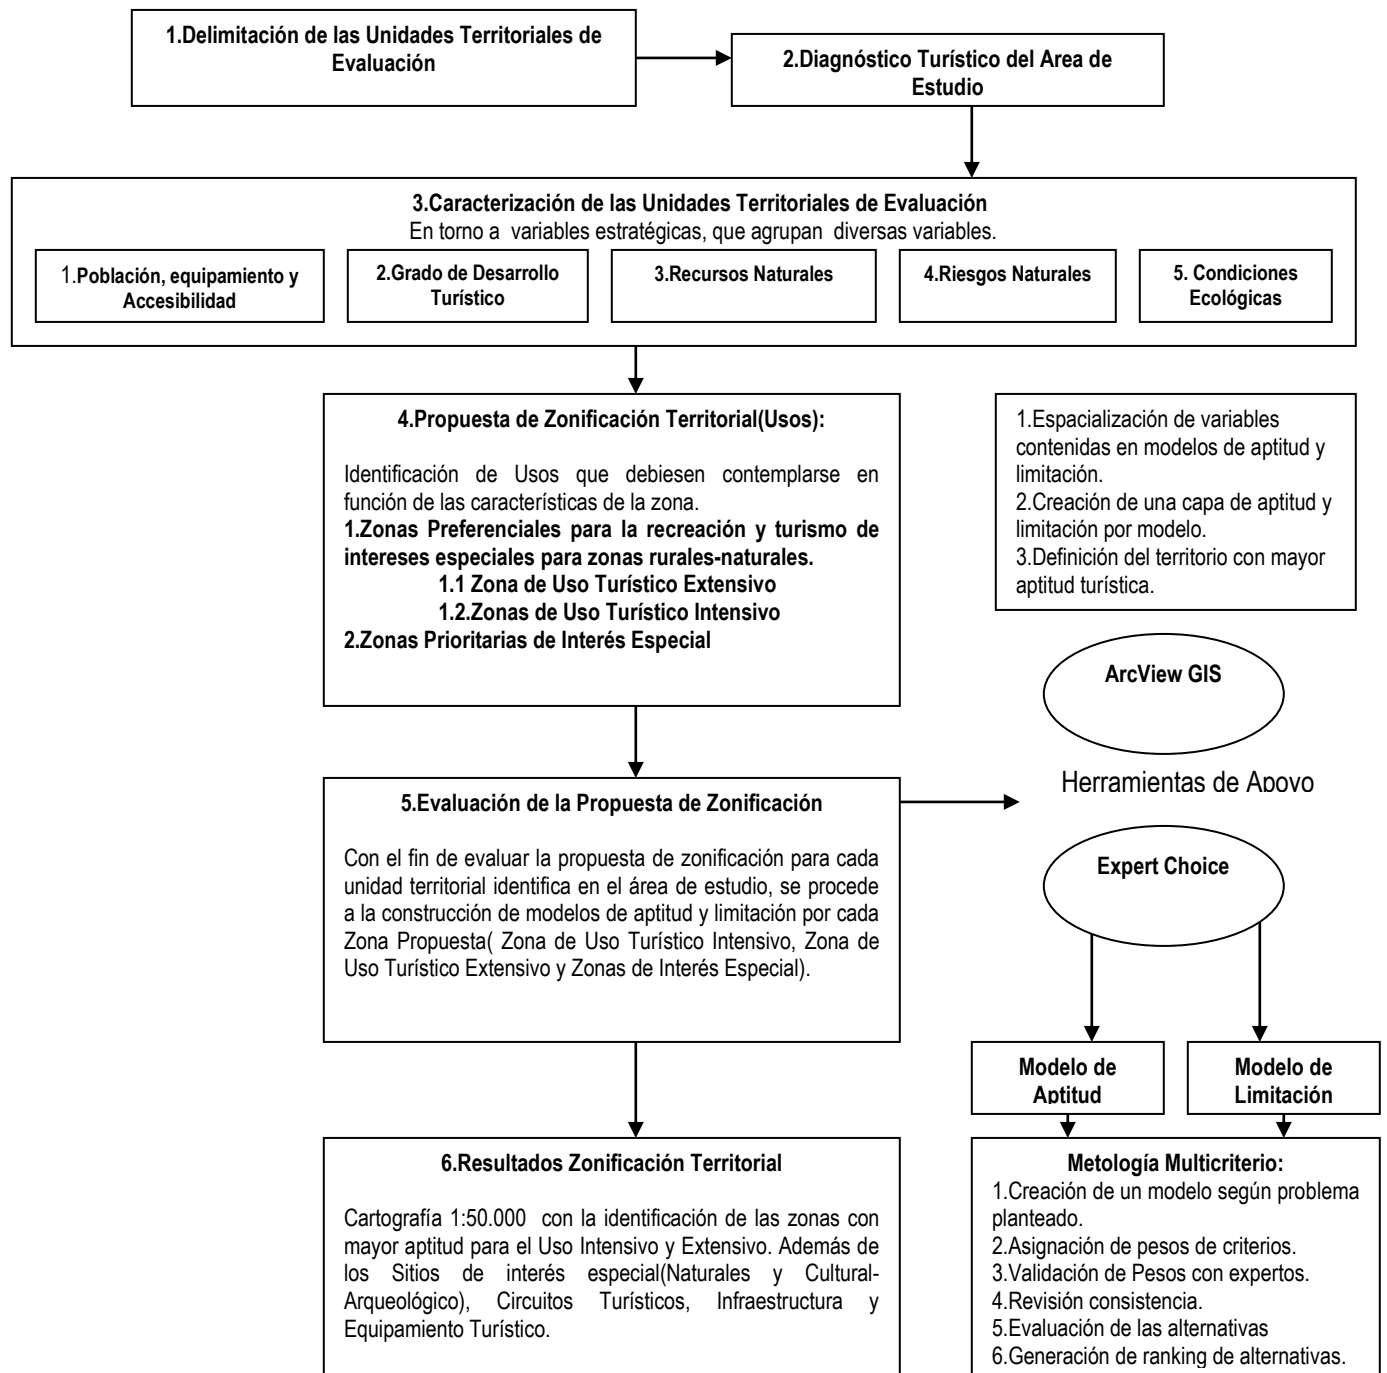 1.Delimitación de las Unidades Territoriales de
Evaluación
2.Diagnóstico Turístico del Area de
Estudio
3.Caracterización de las Unidades Territoriales de Evaluación
En torno a variables estratégicas, que agrupan diversas variables.
1.Población, equipamiento y
Accesibilidad
2.Grado de Desarrollo
Turístico
3.Recursos Naturales
4.Riesgos Naturales
5. Condiciones
Ecológicas
4.Propuesta de Zonificación Territorial(Usos):
Identificación de Usos que debiesen contemplarse en
función de las características de la zona.
1.Zonas Preferenciales para la recreación y turismo de
intereses especiales para zonas rurales-naturales.
1.1 Zona de Uso Turístico Extensivo
1.2.Zonas de Uso Turístico Intensivo
2.Zonas Prioritarias de Interés Especial
1.Espacialización de variables
contenidas en modelos de aptitud y
limitación.
2.Creación de una capa de aptitud y
limitación por modelo.
3.Definición del territorio con mayor
aptitud turística.
ArcView GIS
Herramientas de Apoyo
Expert Choice
5.Evaluación de la Propuesta de Zonificación
Con el fin de evaluar la propuesta de zonificación para cada
unidad territorial identifica en el área de estudio, se procede
a la construcción de modelos de aptitud y limitación por cada
Zona Propuesta( Zona de Uso Turístico Intensivo, Zona de
Uso Turístico Extensivo y Zonas de Interés Especial).
Modelo de
Aptitud
Modelo de
Limitación
6.Resultados Zonificación Territorial
Cartografía 1:50.000 con la identificación de las zonas con
mayor aptitud para el Uso Intensivo y Extensivo. Además de
los Sitios de interés especial(Naturales y Cultural-
Arqueológico), Circuitos Turísticos, Infraestructura y
Equipamiento Turístico.
Metología Multicriterio:
1.Creación de un modelo según problema
planteado.
2.Asignación de pesos de criterios.
3.Validación de Pesos con expertos.
4.Revisión consistencia.
5.Evaluación de las alternativas
6.Generación de ranking de alternativas.